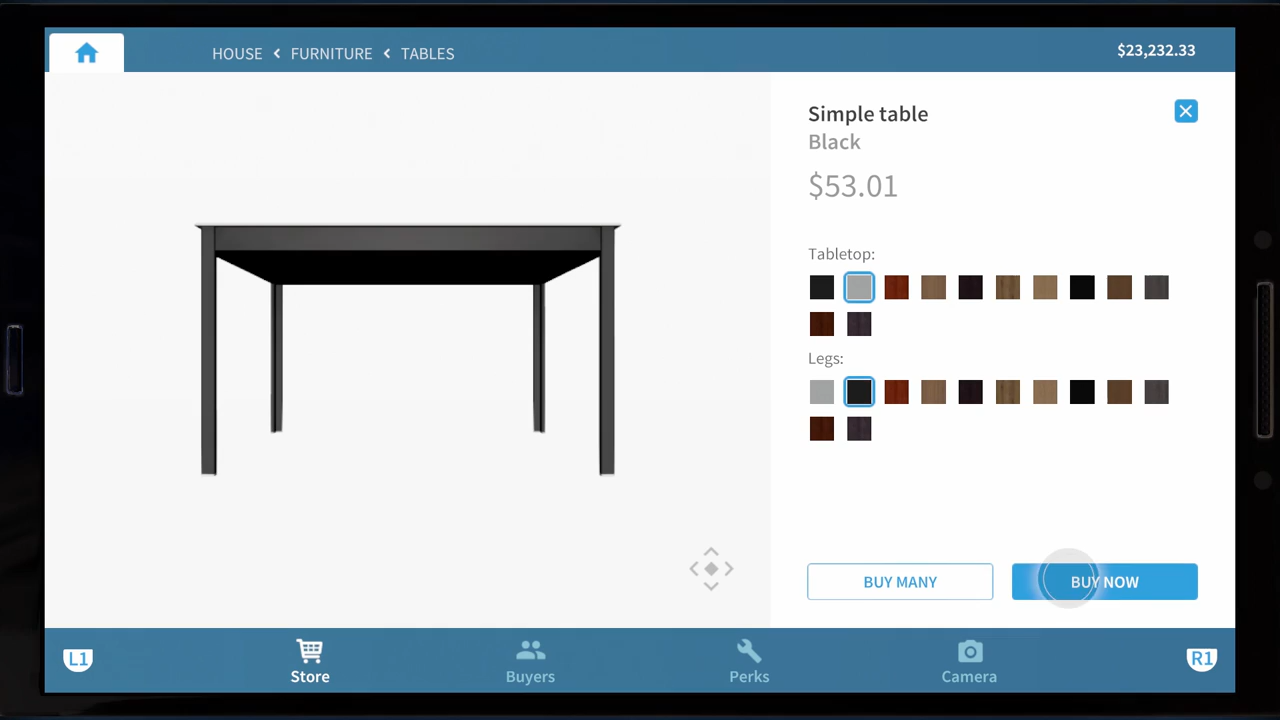 HOUSE < FURNITURE < TABLES
$23,232.33
Simple table
Black
$53.01
Tabletop:
Legs:
BUY MANY
BUY NOW
L1
Store
Buyers
Perks
Camera
R1